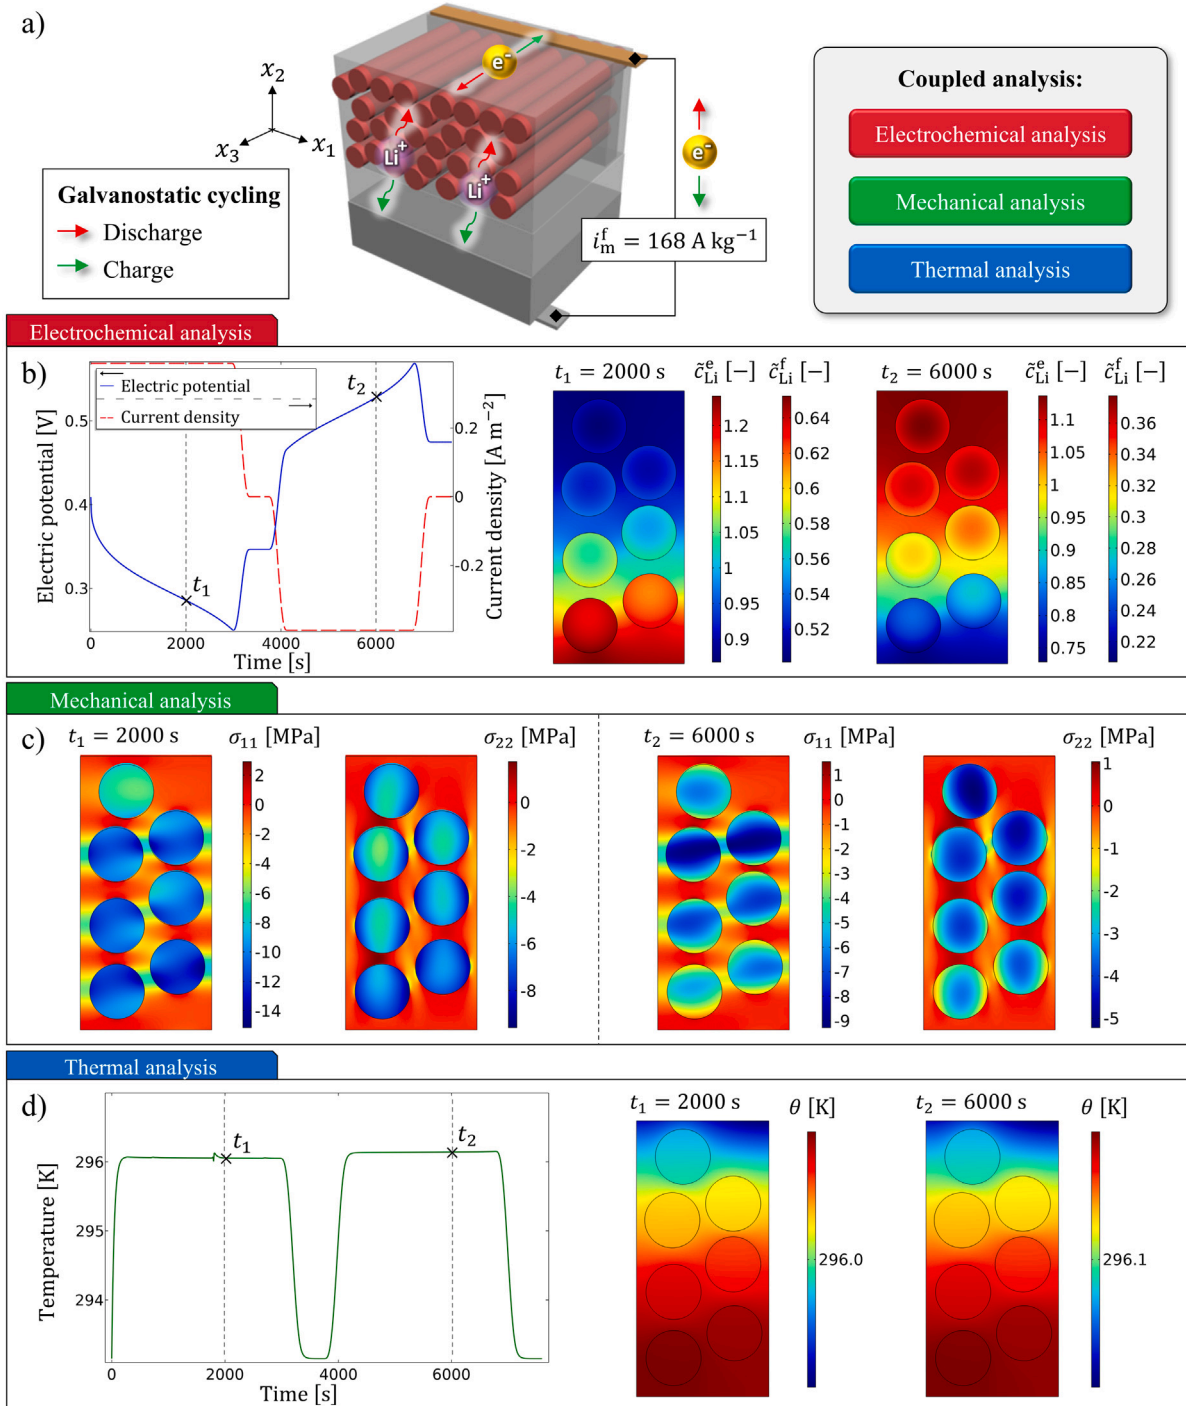 a)
x₂
x₃
x₁
e⁻
Li⁺
Li⁺
e⁻
Galvanostatic cycling
Discharge
Charge
iᶠₘ = 168 A kg⁻¹
Coupled analysis:
Electrochemical analysis
Mechanical analysis
Thermal analysis
Electrochemical analysis
b)
Electric potential
Current density
t₁
t₂
Electric potential [V]
0.5
0.4
0.3
0
2000
4000
6000
Time [s]
0.2
0
-0.2
Current density [A m⁻²]
t₁ = 2000 s
c̃ᵉLi [−]
c̃ᶠLi [−]
1.2
1.15
1.1
1.05
1
0.95
0.9
0.64
0.62
0.6
0.58
0.56
0.54
0.52
t₂ = 6000 s
c̃ᵉLi [−]
c̃ᶠLi [−]
1.1
1.05
1
0.95
0.9
0.85
0.8
0.75
0.36
0.34
0.32
0.3
0.28
0.26
0.24
0.22
Mechanical analysis
c)
t₁ = 2000 s
σ₁₁ [MPa]
2
0
-2
-4
-6
-8
-10
-12
-14
σ₂₂ [MPa]
0
-2
-4
-6
-8
t₂ = 6000 s
σ₁₁ [MPa]
1
0
-1
-2
-3
-4
-5
-6
-7
-8
-9
σ₂₂ [MPa]
1
0
-1
-2
-3
-4
-5
Thermal analysis
d)
t₁
t₂
Temperature [K]
296
295
294
0
2000
4000
6000
Time [s]
t₁ = 2000 s
θ [K]
296.0
t₂ = 6000 s
θ [K]
296.1